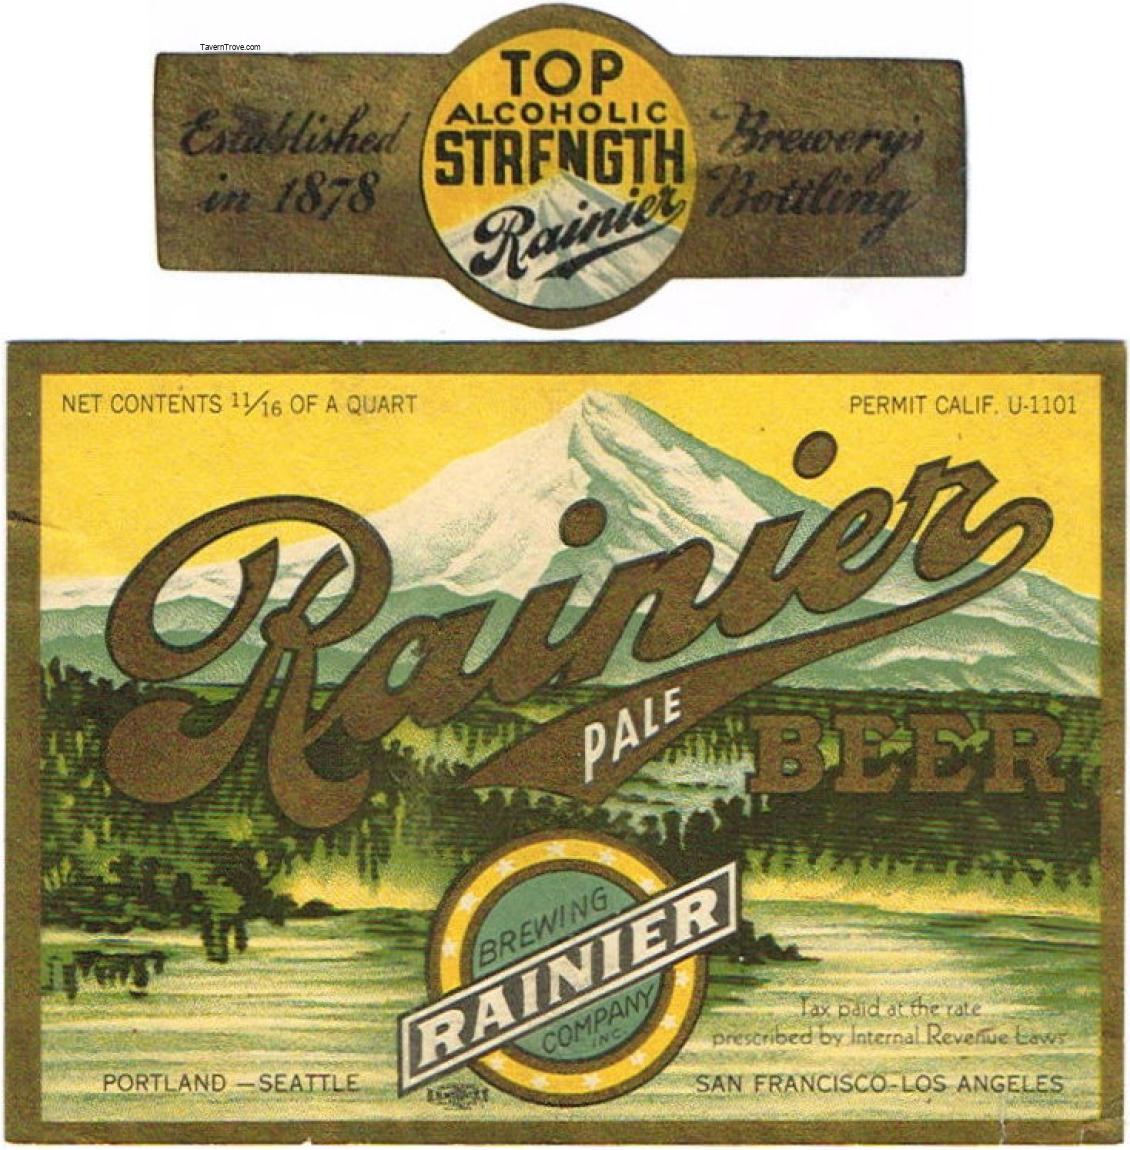 TavernTrove.com
Established
in 1878
TOP
ALCOHOLIC
STRENGTH
Rainier
Brewery's
Bottling
NET CONTENTS 11/16 OF A QUART
PERMIT CALIF. U-1101
Rainier
PALE
BEER
BREWING
RAINIER
COMPANY
INC
Tax paid at the rate
prescribed by Internal Revenue Laws
PORTLAND — SEATTLE
SAN FRANCISCO-LOS ANGELES